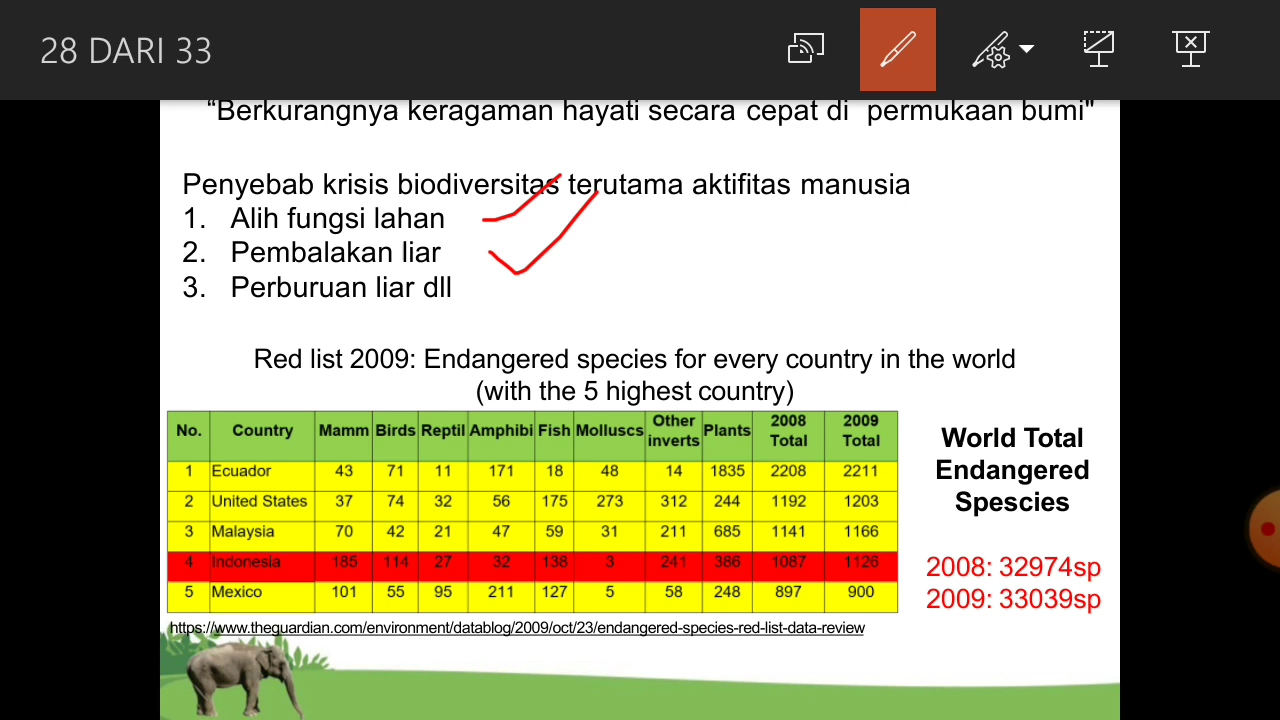 28 DARI 33
“Berkurangnya keragaman hayati secara cepat di permukaan bumi"
Penyebab krisis biodiversitas terutama aktifitas manusia
1. Alih fungsi lahan
2. Pembalakan liar
3. Perburuan liar dll
Red list 2009: Endangered species for every country in the world
(with the 5 highest country)
No. Country Mamm Birds Reptil Amphibi Fish Molluscs Other inverts Plants 2008 Total 2009 Total
1 Ecuador 43 71 11 171 18 48 14 1835 2208 2211
2 United States 37 74 32 56 175 273 312 244 1192 1203
3 Malaysia 70 42 21 47 59 31 211 685 1141 1166
4 Indonesia 185 114 27 32 138 3 241 386 1087 1126
5 Mexico 101 55 95 211 127 5 58 248 897 900
World Total
Endangered
Spescies
2008: 32974sp
2009: 33039sp
https://www.theguardian.com/environment/datablog/2009/oct/23/endangered-species-red-list-data-review